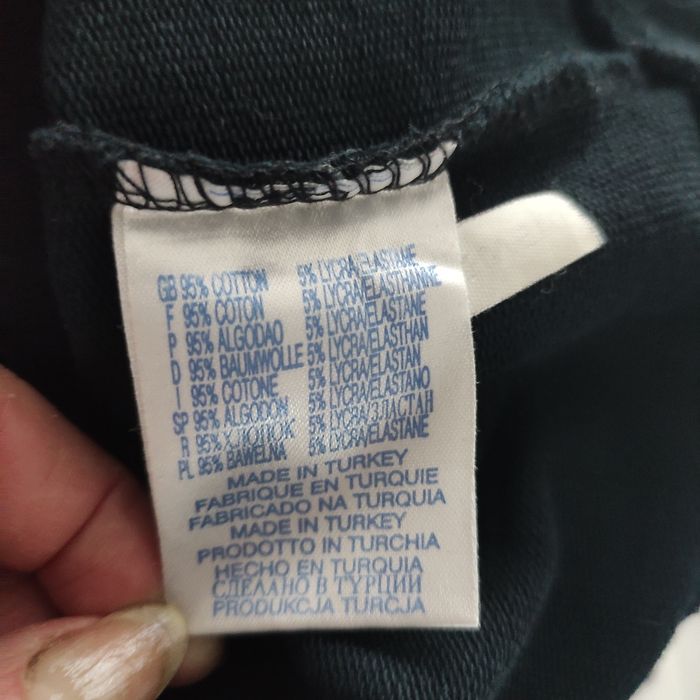 GB 95% COTTON 5% LYCRA/ELASTANE
F 95% COTON 5% LYCRA/ELASTHANNE
P 95% ALGODAO 5% LYCRA/ELASTANE
D 95% BAUMWOLLE 5% LYCRA/ELASTHAN
I 95% COTONE 5% LYCRA/ELASTAN
SP 95% ALGODON 5% LYCRA/ELASTANO
R 95% ХЛОПОК 5% LYCRA/ЭЛАСТАН
PL 95% BAWELNA 5% LYCRA/ELASTANE
MADE IN TURKEY
FABRIQUE EN TURQUIE
FABRICADO NA TURQUIA
MADE IN TURKEY
PRODOTTO IN TURCHIA
HECHO EN TURQUIA
СДЕЛАНО В ТУРЦИИ
PRODUKCJA TURCJA